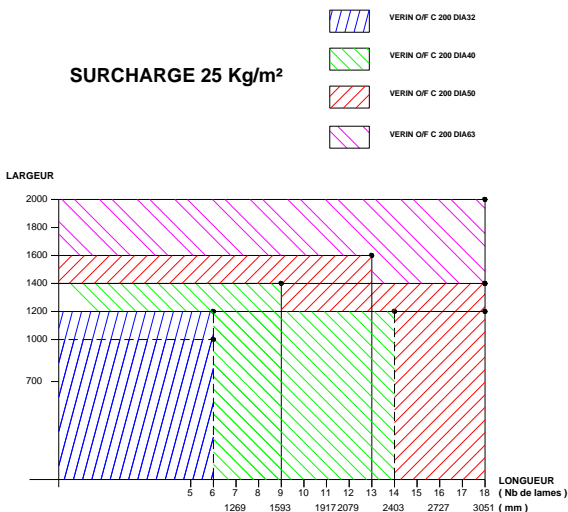 VERIN O/F C 200 DIA32
VERIN O/F C 200 DIA40
SURCHARGE 25 Kg/m²
VERIN O/F C 200 DIA50
VERIN O/F C 200 DIA63
LARGEUR
2000
1800
1600
1400
1200
1000
700
5 6 7 8 9 10 11 12 13 14 15 16 17 18
LONGUEUR
( Nb de lames )
1269 1593 1917 2079 2403 2727 3051 ( mm )